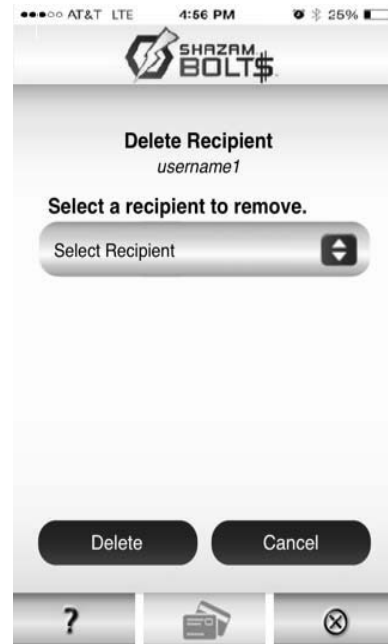 AT&T LTE 4:56 PM 25%
SHAZAM
BOLT$
Delete Recipient
username1
Select a recipient to remove.
Select Recipient
Delete Cancel
?